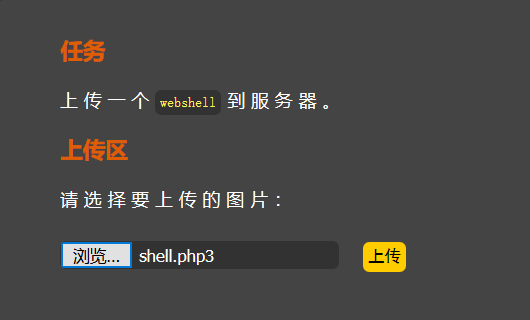 任务
上传一个 webshell 到服务器。
上传区
请选择要上传的图片：
浏览... shell.php3 上传